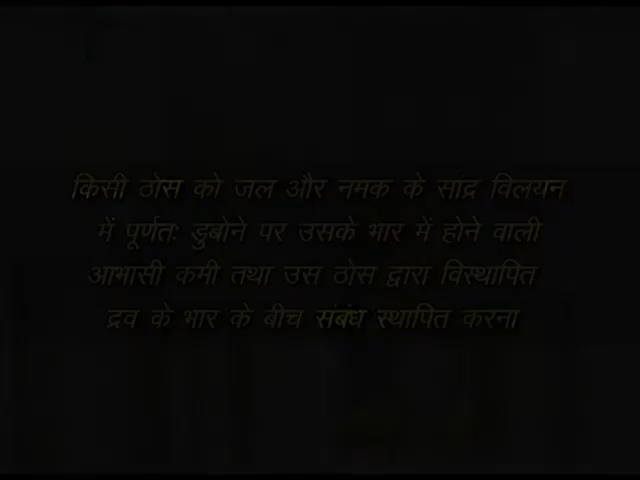 किसी ठोस को जल और नमक के सांद्र विलयन
में पूर्णतः डुबोने पर उसके भार में होने वाली
आभासी कमी तथा उस ठोस द्वारा विस्थापित
द्रव के भार के बीच संबंध स्थापित करना